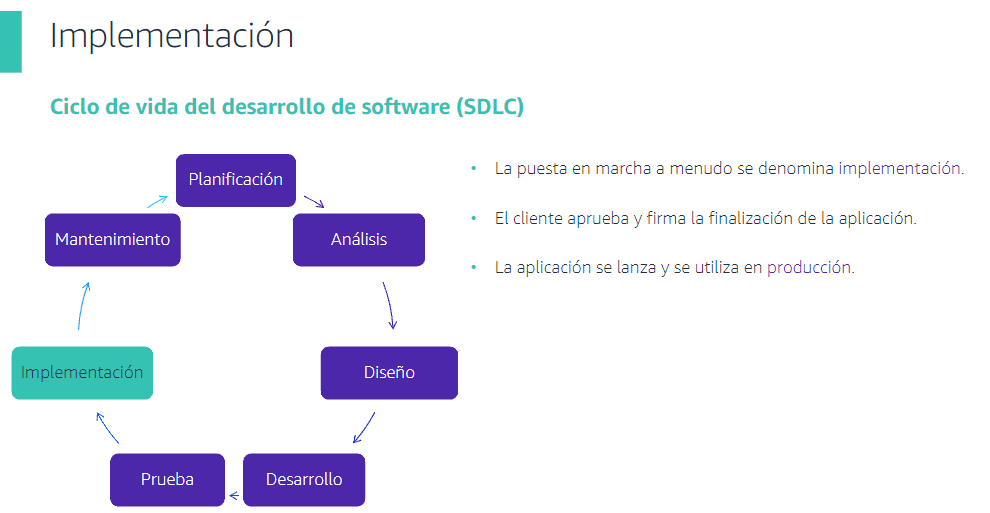 Implementación
Ciclo de vida del desarrollo de software (SDLC)
Planificación
Análisis
Diseño
Desarrollo
Prueba
Implementación
Mantenimiento
• La puesta en marcha a menudo se denomina implementación.
• El cliente aprueba y firma la finalización de la aplicación.
• La aplicación se lanza y se utiliza en producción.